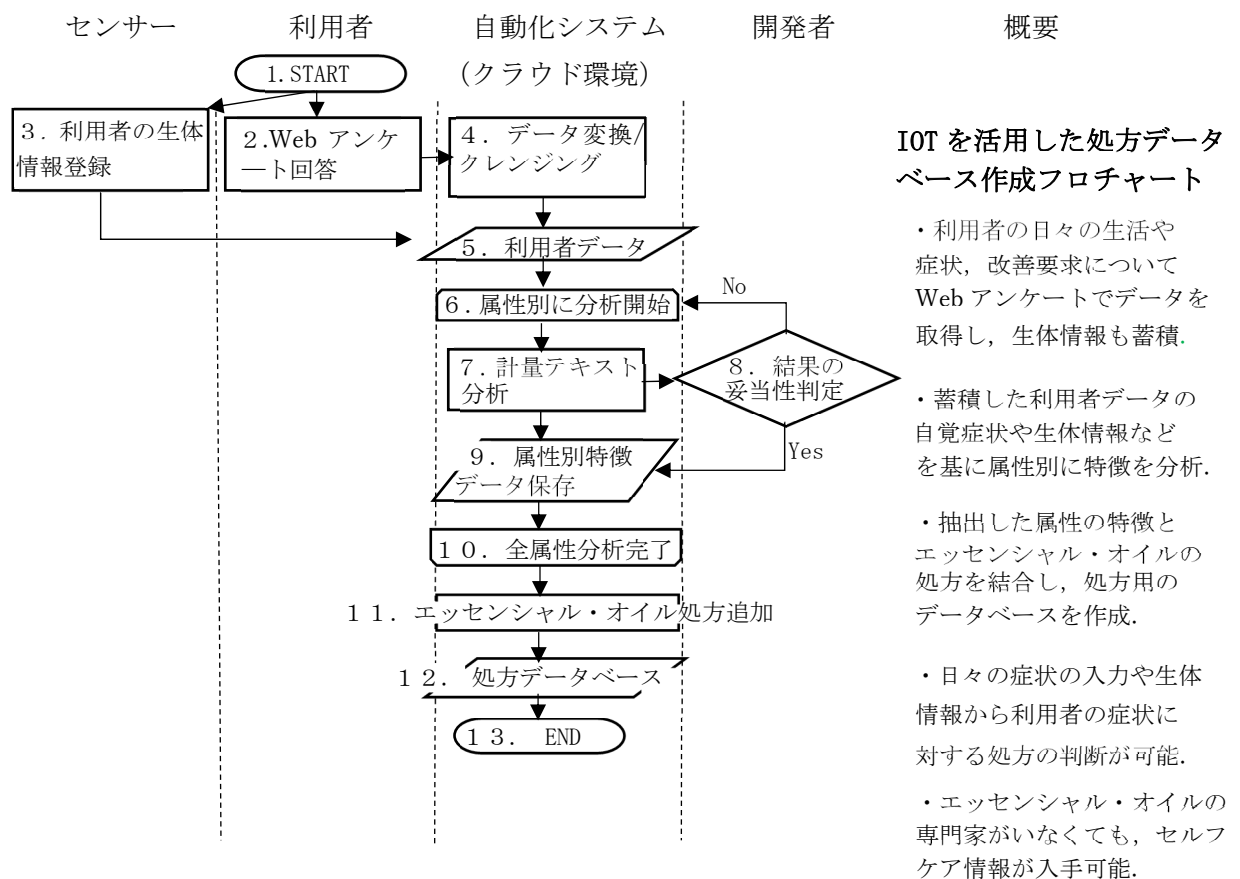 センサー
利用者
自動化システム
(クラウド環境)
開発者
概要
1.START
3．利用者の生体
情報登録
2.Web アンケ
―ト回答
4．データ変換/
クレンジング
5．利用者データ
6.属性別に分析開始
No
7.計量テキスト
分析
8．結果の
妥当性判定
Yes
9．属性別特徴
データ保存
10．全属性分析完了
11．エッセンシャル・オイル処方追加
12．処方データベース
13． END
IOT を活用した処方データ
ベース作成フロチャート
・利用者の日々の生活や
症状，改善要求について
Web アンケートでデータを
取得し，生体情報も蓄積.
・蓄積した利用者データの
自覚症状や生体情報など
を基に属性別に特徴を分析.
・抽出した属性の特徴と
エッセンシャル・オイルの
処方を結合し，処方用の
データベースを作成.
・日々の症状の入力や生体
情報から利用者の症状に
対する処方の判断が可能.
・エッセンシャル・オイルの
専門家がいなくても，セルフ
ケア情報が入手可能.